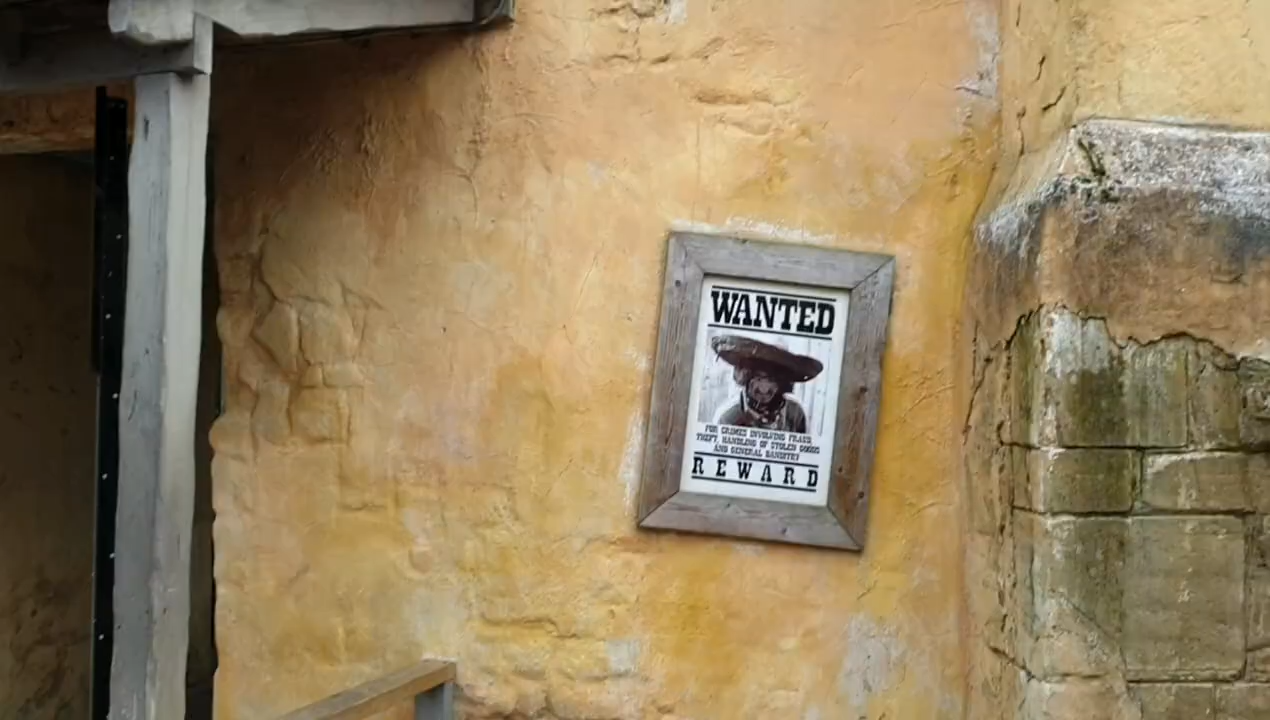 WANTED
FOR CRIMES INVOLVING FRAUD,
THEFT, HANDLING OF STOLEN GOODS
AND GENERAL BANDITRY
REWARD